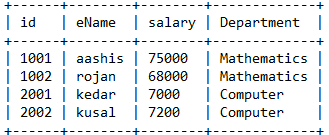 +------+--------+--------+-------------+
| id | eName | salary | Department |
+------+--------+--------+-------------+
| 1001 | aashis | 75000 | Mathematics |
| 1002 | rojan | 68000 | Mathematics |
| 2001 | kedar | 7000 | Computer |
| 2002 | kusal | 7200 | Computer |
+------+--------+--------+-------------+